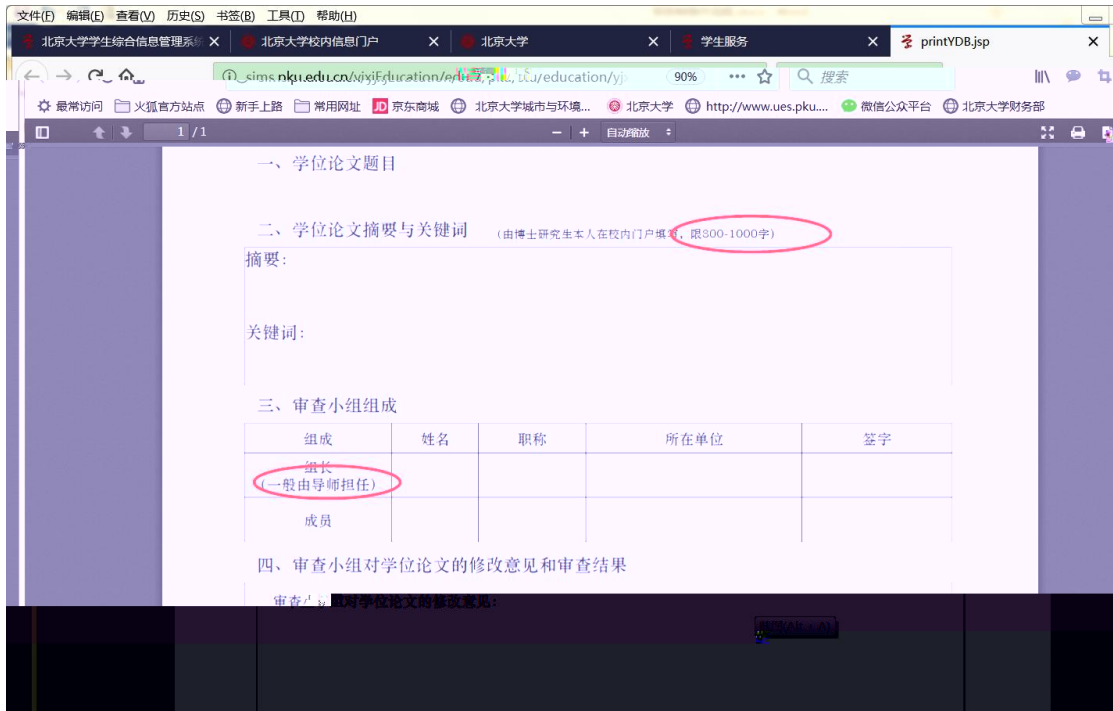 文件(F) 编辑(E) 查看(V) 历史(S) 书签(B) 工具(T) 帮助(H)
北京大学学生综合信息管理系统 北京大学校内信息门户 北京大学 学生服务 printYDB.jsp
sims.pku.edu.cn 90% 搜索
最常访问 火狐官方站点 新手上路 常用网址 JD 京东商城 北京大学城市与环境... 北京大学 http://www.ues.pku.... 微信公众平台 北京大学财务部
1 / 1 自动缩放
一、学位论文题目
二、学位论文摘要与关键词 (由博士研究生本人在校内门户填写，限800-1000字)
摘要:
关键词:
三、审查小组组成
组成 姓名 职称 所在单位 签字
组长
(一般由导师担任)
成员
四、审查小组对学位论文的修改意见和审查结果
审查小组对学位论文的修改意见: